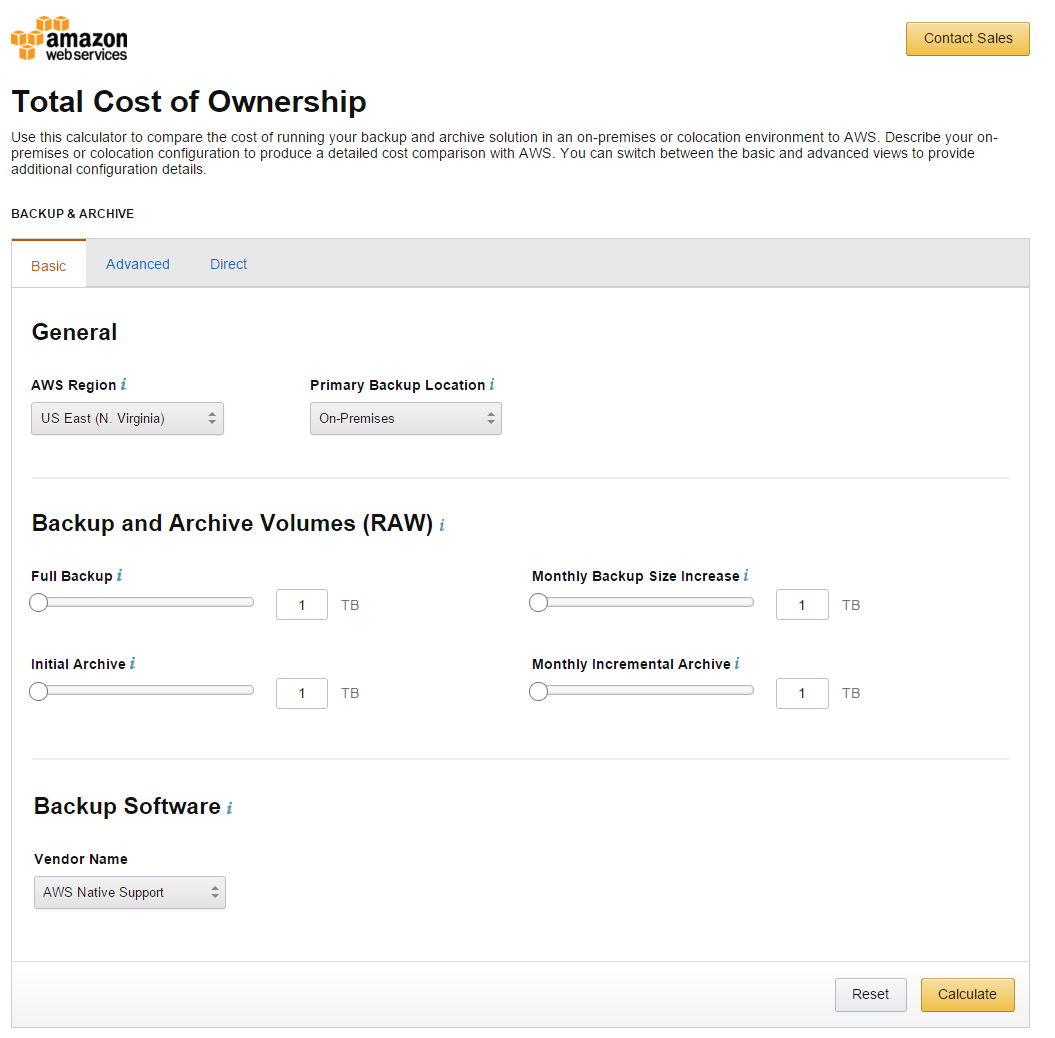 amazon
webservices
Contact Sales
Total Cost of Ownership
Use this calculator to compare the cost of running your backup and archive solution in an on-premises or colocation environment to AWS. Describe your on-
premises or colocation configuration to produce a detailed cost comparison with AWS. You can switch between the basic and advanced views to provide
additional configuration details.
BACKUP & ARCHIVE
Basic Advanced Direct
General
AWS Region i Primary Backup Location i
US East (N. Virginia) On-Premises
Backup and Archive Volumes (RAW) i
Full Backup i Monthly Backup Size Increase i
1 TB 1 TB
Initial Archive i Monthly Incremental Archive i
1 TB 1 TB
Backup Software i
Vendor Name
AWS Native Support
Reset Calculate